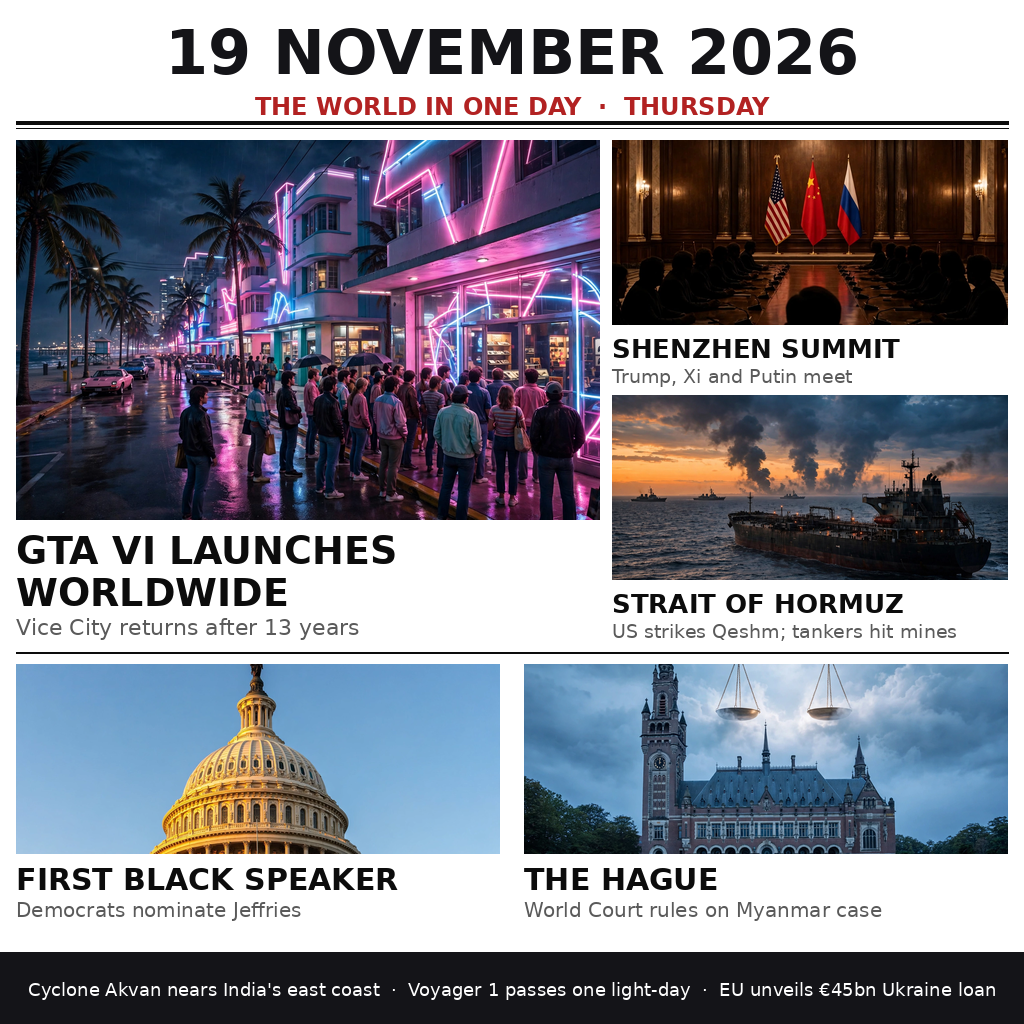 19 NOVEMBER 2026
THE WORLD IN ONE DAY · THURSDAY
GTA VI LAUNCHES
WORLDWIDE
Vice City returns after 13 years
SHENZHEN SUMMIT
Trump, Xi and Putin meet
STRAIT OF HORMUZ
US strikes Qeshm; tankers hit mines
FIRST BLACK SPEAKER
Democrats nominate Jeffries
THE HAGUE
World Court rules on Myanmar case
Cyclone Akvan nears India's east coast · Voyager 1 passes one light-day · EU unveils €45bn Ukraine loan